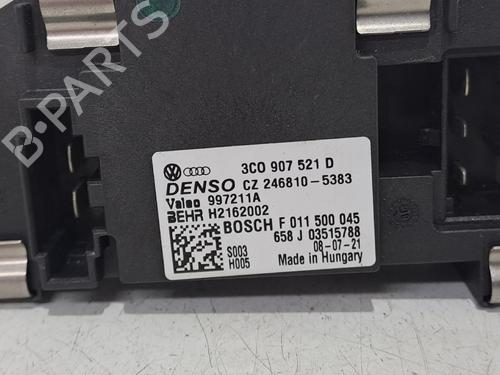 B-PARTS
3C0 907 521 D
DENSO CZ 246810-5383
Valeo 997211A
BEHR H2162002
BOSCH F 011 500 045
658 J 03515788
S003 08-07-21
H005 Made in Hungary